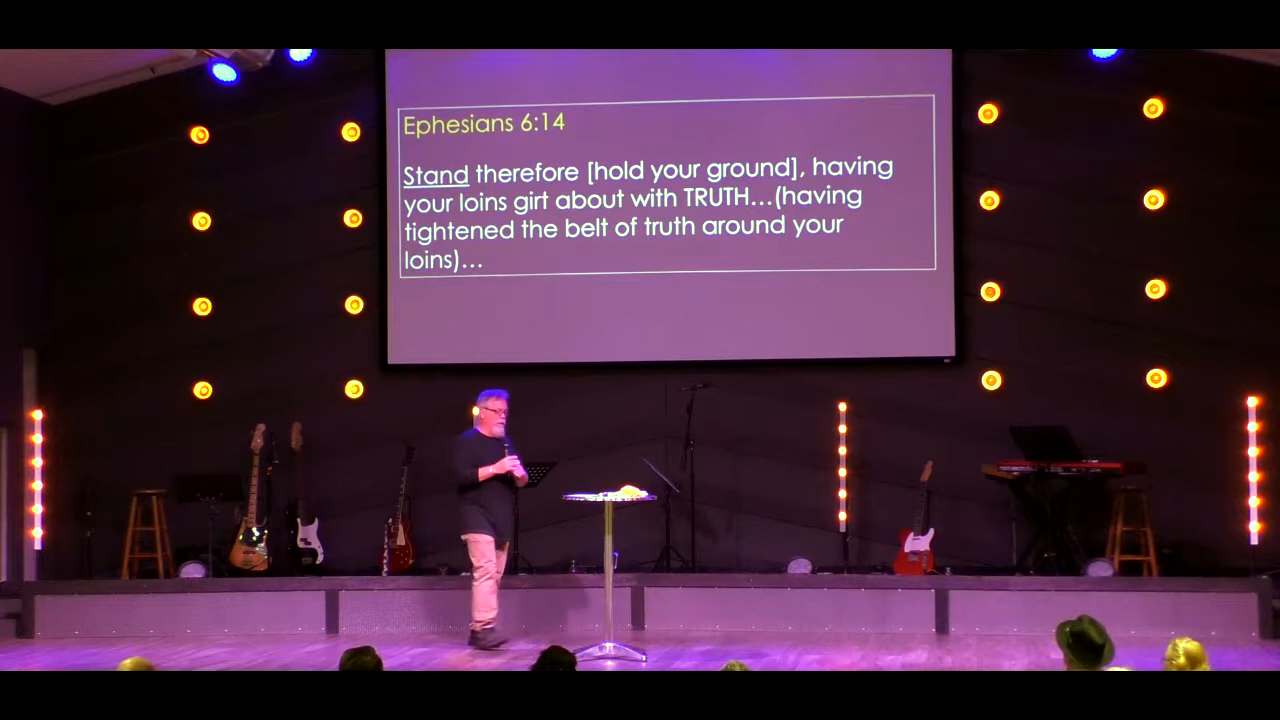 Ephesians 6:14
Stand therefore [hold your ground], having
your loins girt about with TRUTH...(having
tightened the belt of truth around your
loins)...